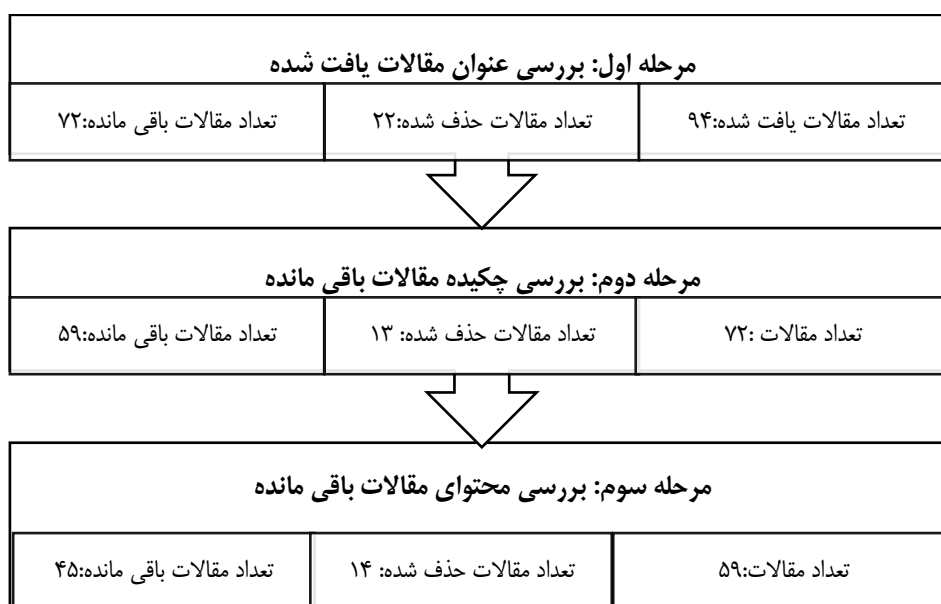 مرحله اول: بررسی عنوان مقالات یافت شده
تعداد مقالات یافت شده:۹۴
تعداد مقالات حذف شده:۲۲
تعداد مقالات باقی مانده:۷۲
مرحله دوم: بررسی چکیده مقالات باقی مانده
تعداد مقالات :۷۲
تعداد مقالات حذف شده: ۱۳
تعداد مقالات باقی مانده:۵۹
مرحله سوم: بررسی محتوای مقالات باقی مانده
تعداد مقالات:۵۹
تعداد مقالات حذف شده: ۱۴
تعداد مقالات باقی مانده:۴۵